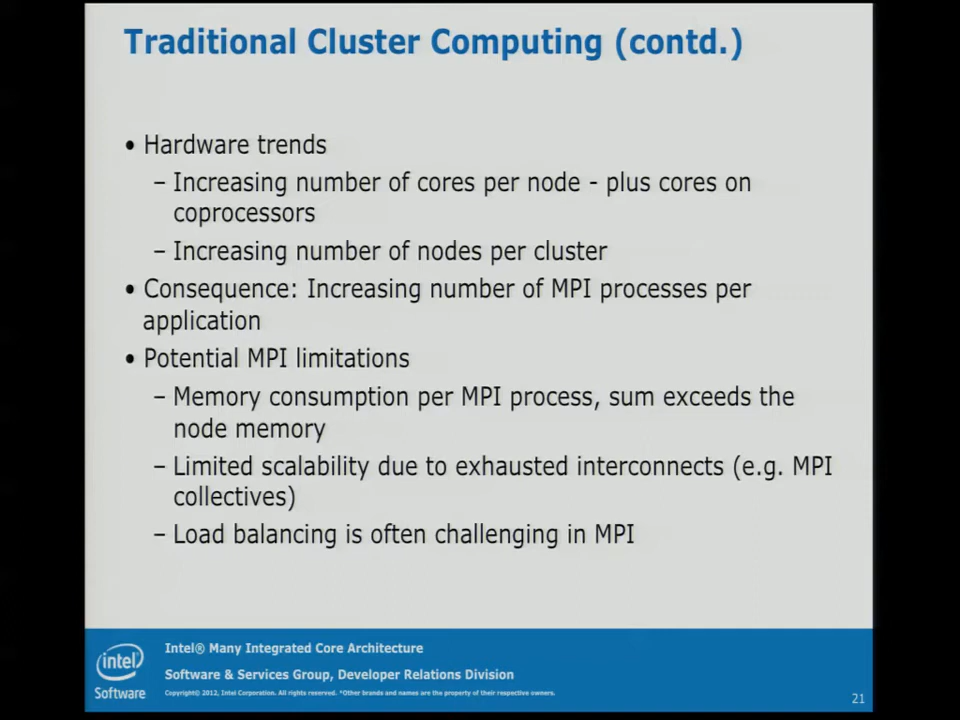 Traditional Cluster Computing (contd.)
• Hardware trends
– Increasing number of cores per node - plus cores on
coprocessors
– Increasing number of nodes per cluster
• Consequence: Increasing number of MPI processes per
application
• Potential MPI limitations
– Memory consumption per MPI process, sum exceeds the
node memory
– Limited scalability due to exhausted interconnects (e.g. MPI
collectives)
– Load balancing is often challenging in MPI
intel
Software
Intel® Many Integrated Core Architecture
Software & Services Group, Developer Relations Division
Copyright© 2012, Intel Corporation. All rights reserved. *Other brands and names are the property of their respective owners.
21